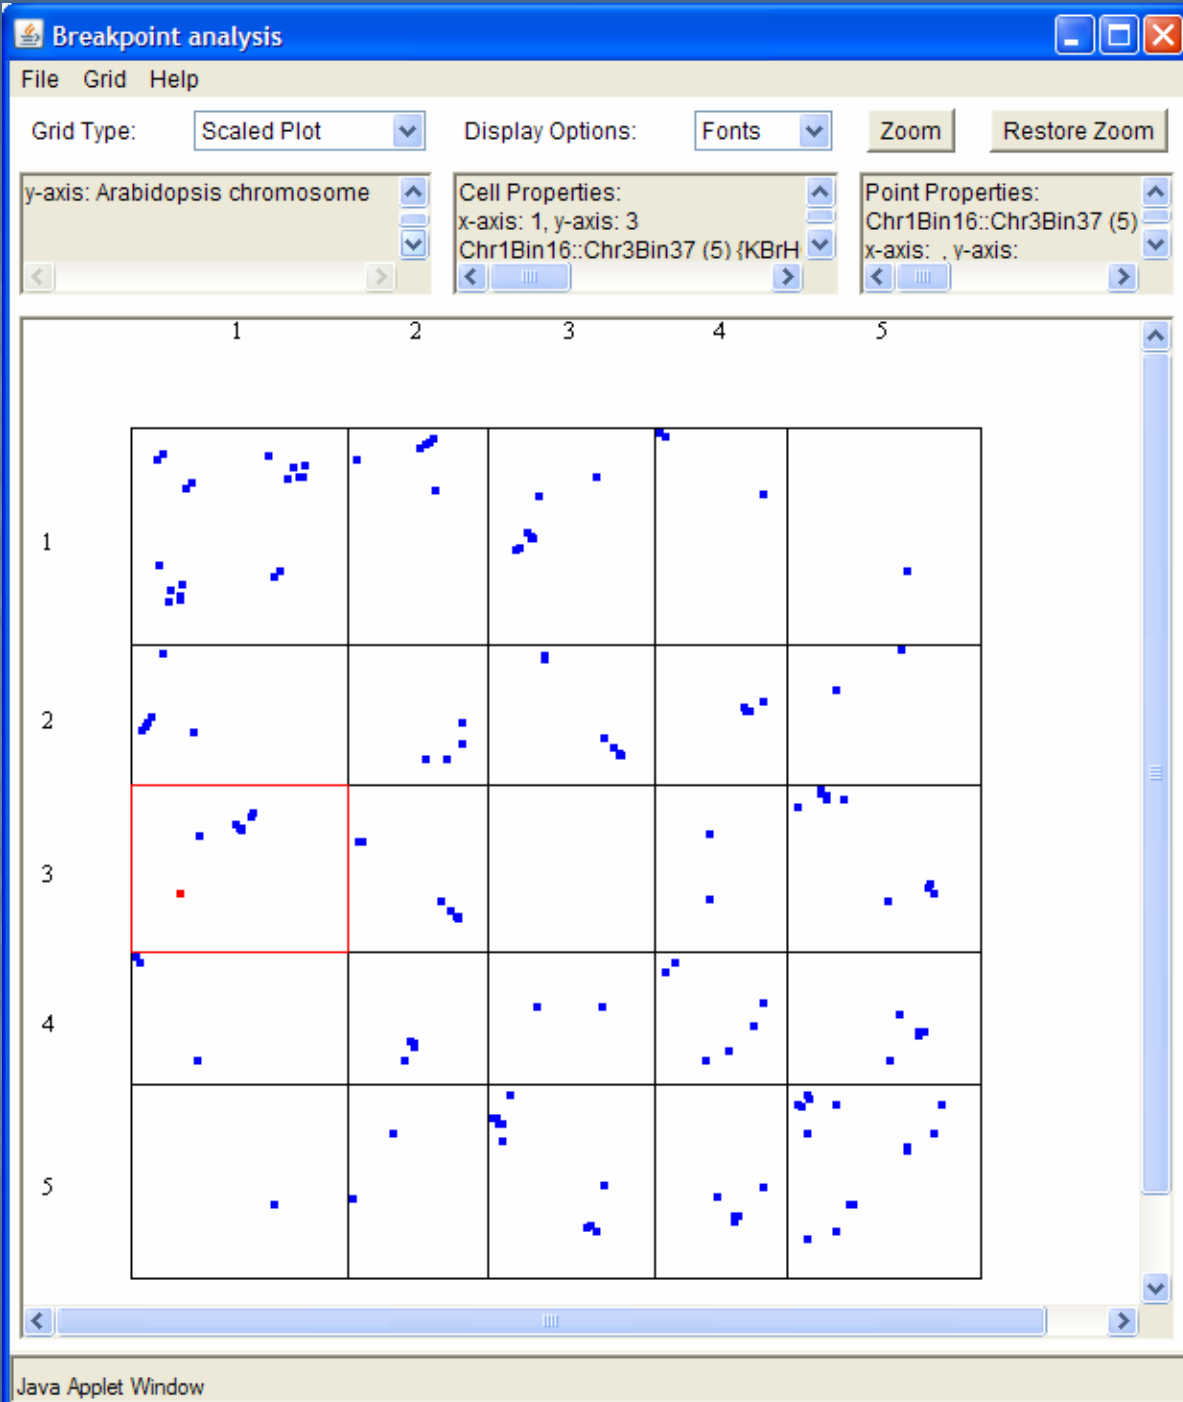 Breakpoint analysis
File Grid Help
Grid Type: Scaled Plot Display Options: Fonts Zoom Restore Zoom
y-axis: Arabidopsis chromosome
Cell Properties:
x-axis: 1, y-axis: 3
Chr1Bin16::Chr3Bin37 (5) {KBrH
Point Properties:
Chr1Bin16::Chr3Bin37 (5)
x-axis: , y-axis:
1 2 3 4 5
1
2
3
4
5
Java Applet Window